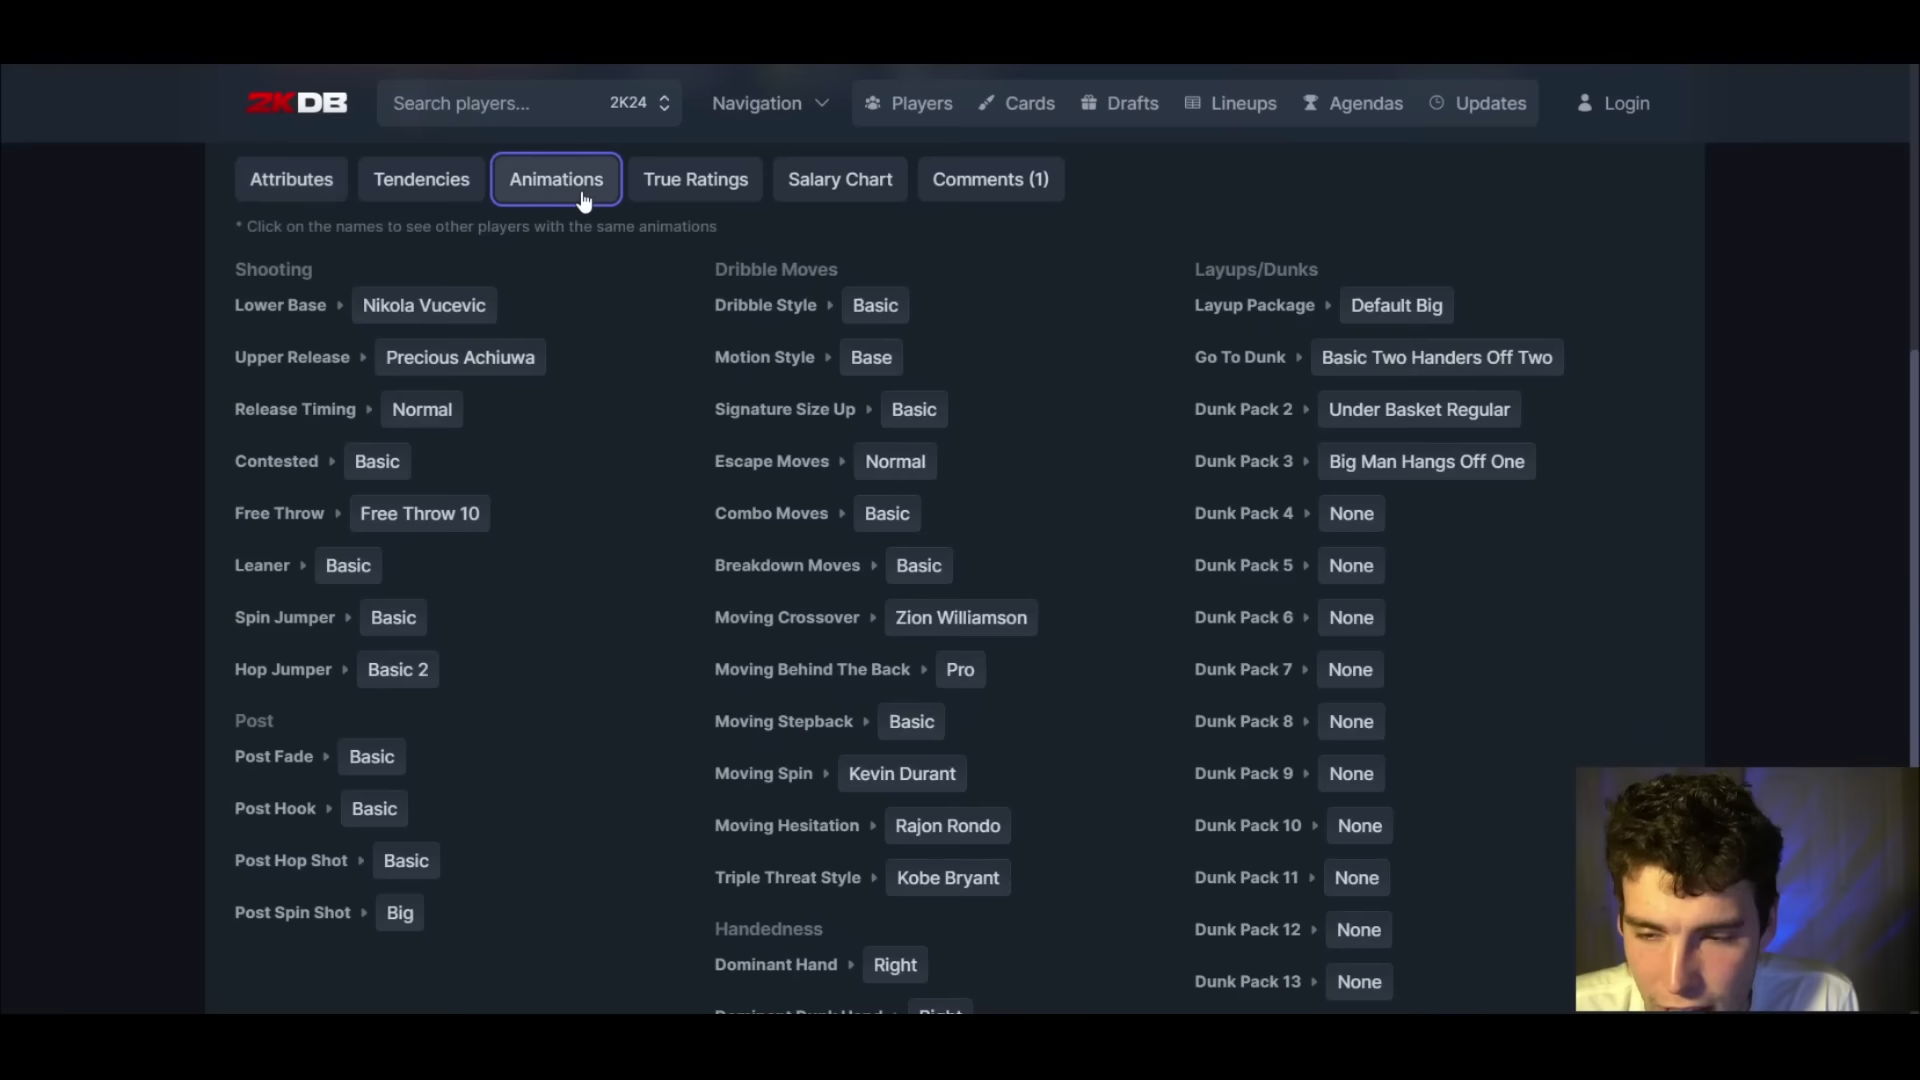 2KDB
Search players...
2K24
Navigation
Players
Cards
Drafts
Lineups
Agendas
Updates
Login
Attributes
Tendencies
Animations
True Ratings
Salary Chart
Comments (1)
* Click on the names to see other players with the same animations
Shooting
Lower Base Nikola Vucevic
Upper Release Precious Achiuwa
Release Timing Normal
Contested Basic
Free Throw Free Throw 10
Leaner Basic
Spin Jumper Basic
Hop Jumper Basic 2
Post
Post Fade Basic
Post Hook Basic
Post Hop Shot Basic
Post Spin Shot Big
Dribble Moves
Dribble Style Basic
Motion Style Base
Signature Size Up Basic
Escape Moves Normal
Combo Moves Basic
Breakdown Moves Basic
Moving Crossover Zion Williamson
Moving Behind The Back Pro
Moving Stepback Basic
Moving Spin Kevin Durant
Moving Hesitation Rajon Rondo
Triple Threat Style Kobe Bryant
Handedness
Dominant Hand Right
Dominant Dunk Hand Right
Layups/Dunks
Layup Package Default Big
Go To Dunk Basic Two Handers Off Two
Dunk Pack 2 Under Basket Regular
Dunk Pack 3 Big Man Hangs Off One
Dunk Pack 4 None
Dunk Pack 5 None
Dunk Pack 6 None
Dunk Pack 7 None
Dunk Pack 8 None
Dunk Pack 9 None
Dunk Pack 10 None
Dunk Pack 11 None
Dunk Pack 12 None
Dunk Pack 13 None